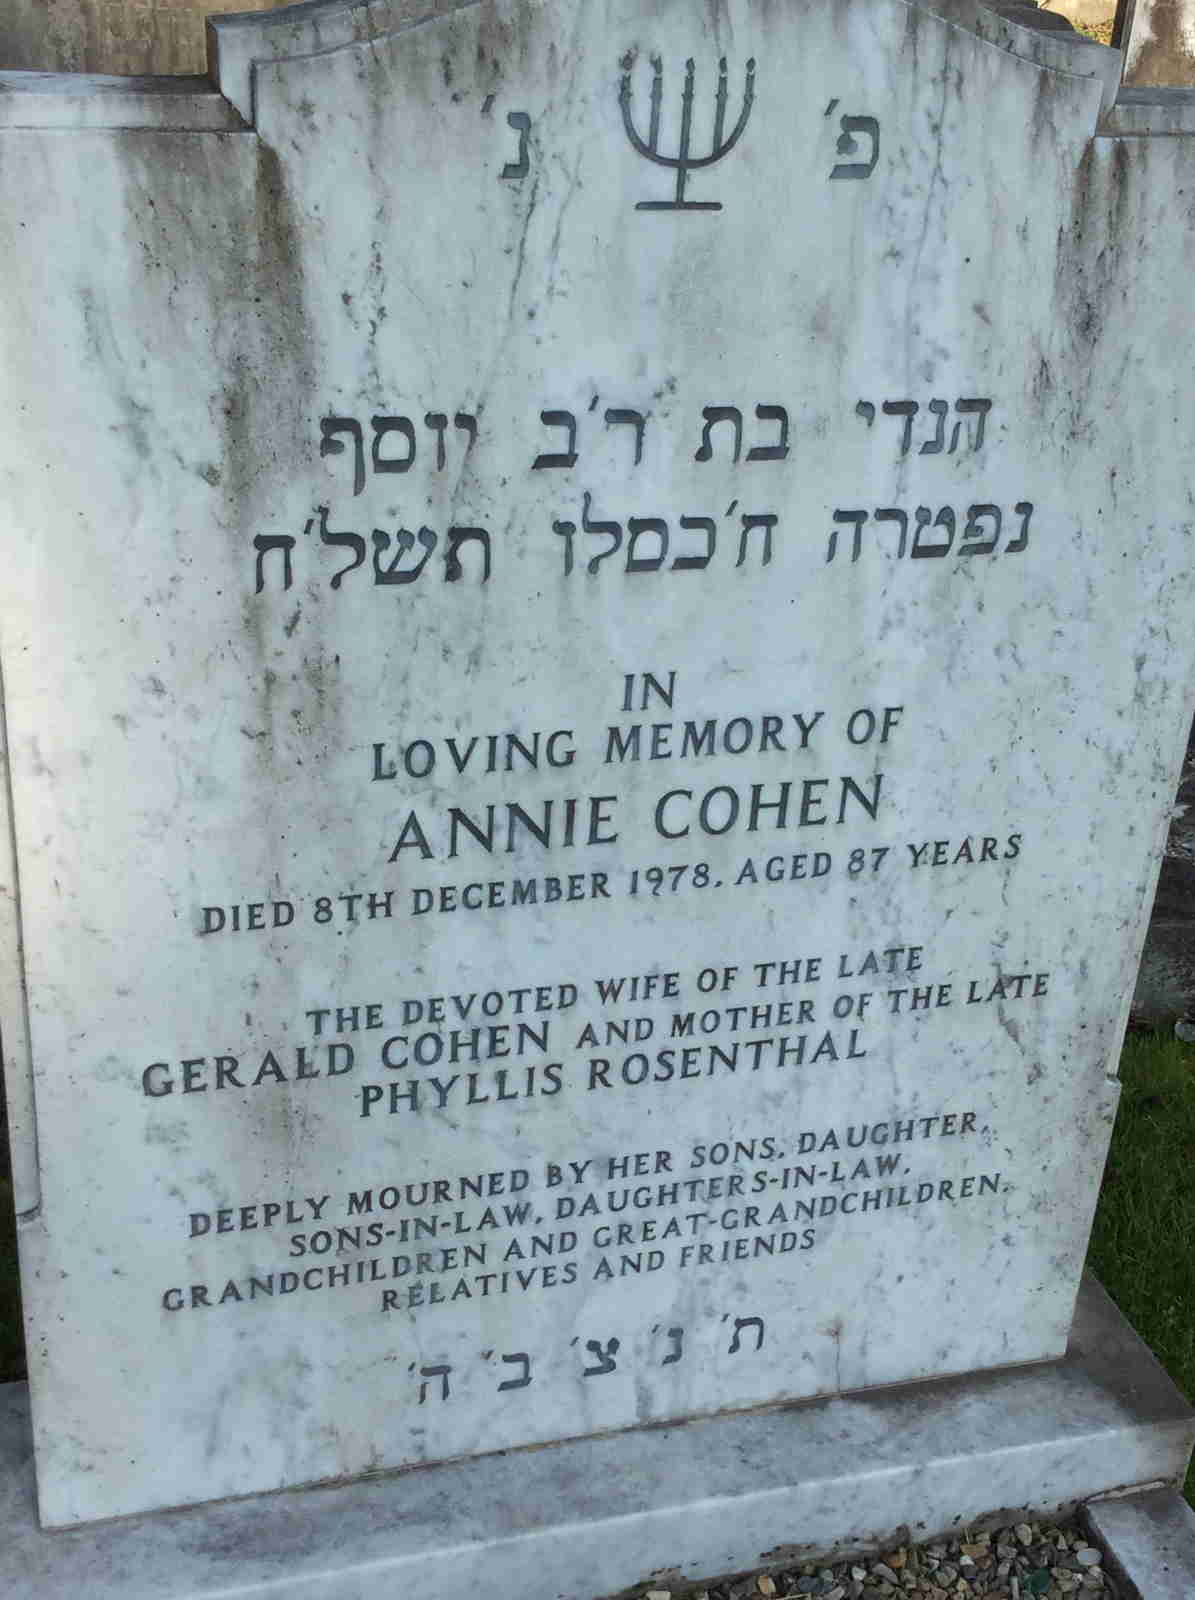 פ' נ'
הנדי בת ר'ב יוסף
נפטרה ח'כסלו תשל'ח
IN
LOVING MEMORY OF
ANNIE COHEN
DIED 8TH DECEMBER 1978, AGED 87 YEARS
THE DEVOTED WIFE OF THE LATE
GERALD COHEN AND MOTHER OF THE LATE
PHYLLIS ROSENTHAL
DEEPLY MOURNED BY HER SONS, DAUGHTER,
SONS-IN-LAW, DAUGHTERS-IN-LAW,
GRANDCHILDREN AND GREAT-GRANDCHILDREN,
RELATIVES AND FRIENDS
ת' נ' צ' ב' ה'